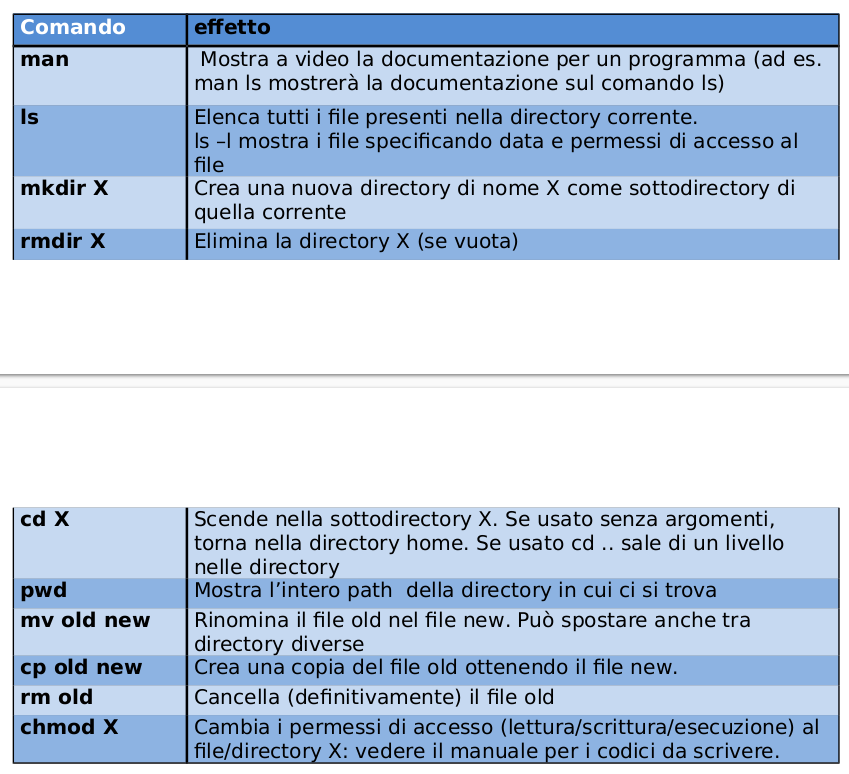 Comando effetto
man Mostra a video la documentazione per un programma (ad es.
man ls mostrerà la documentazione sul comando ls)
ls Elenca tutti i file presenti nella directory corrente.
ls –l mostra i file specificando data e permessi di accesso al
file
mkdir X Crea una nuova directory di nome X come sottodirectory di
quella corrente
rmdir X Elimina la directory X (se vuota)
cd X Scende nella sottodirectory X. Se usato senza argomenti,
torna nella directory home. Se usato cd .. sale di un livello
nelle directory
pwd Mostra l’intero path della directory in cui ci si trova
mv old new Rinomina il file old nel file new. Può spostare anche tra
directory diverse
cp old new Crea una copia del file old ottenendo il file new.
rm old Cancella (definitivamente) il file old
chmod X Cambia i permessi di accesso (lettura/scrittura/esecuzione) al
file/directory X: vedere il manuale per i codici da scrivere.